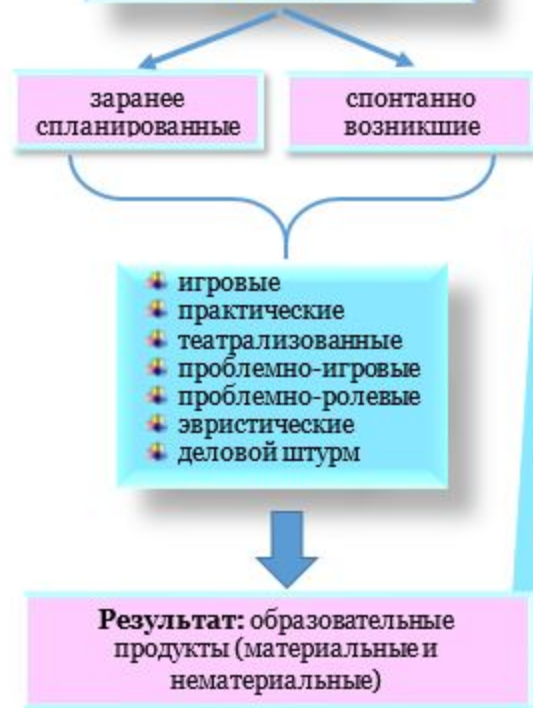 заранее
спланированные
спонтанно
возникшие
игровые
практические
театрализованные
проблемно-игровые
проблемно-ролевые
эвристические
деловой штурм
Результат: образовательные
продукты (материальные и
нематериальные)